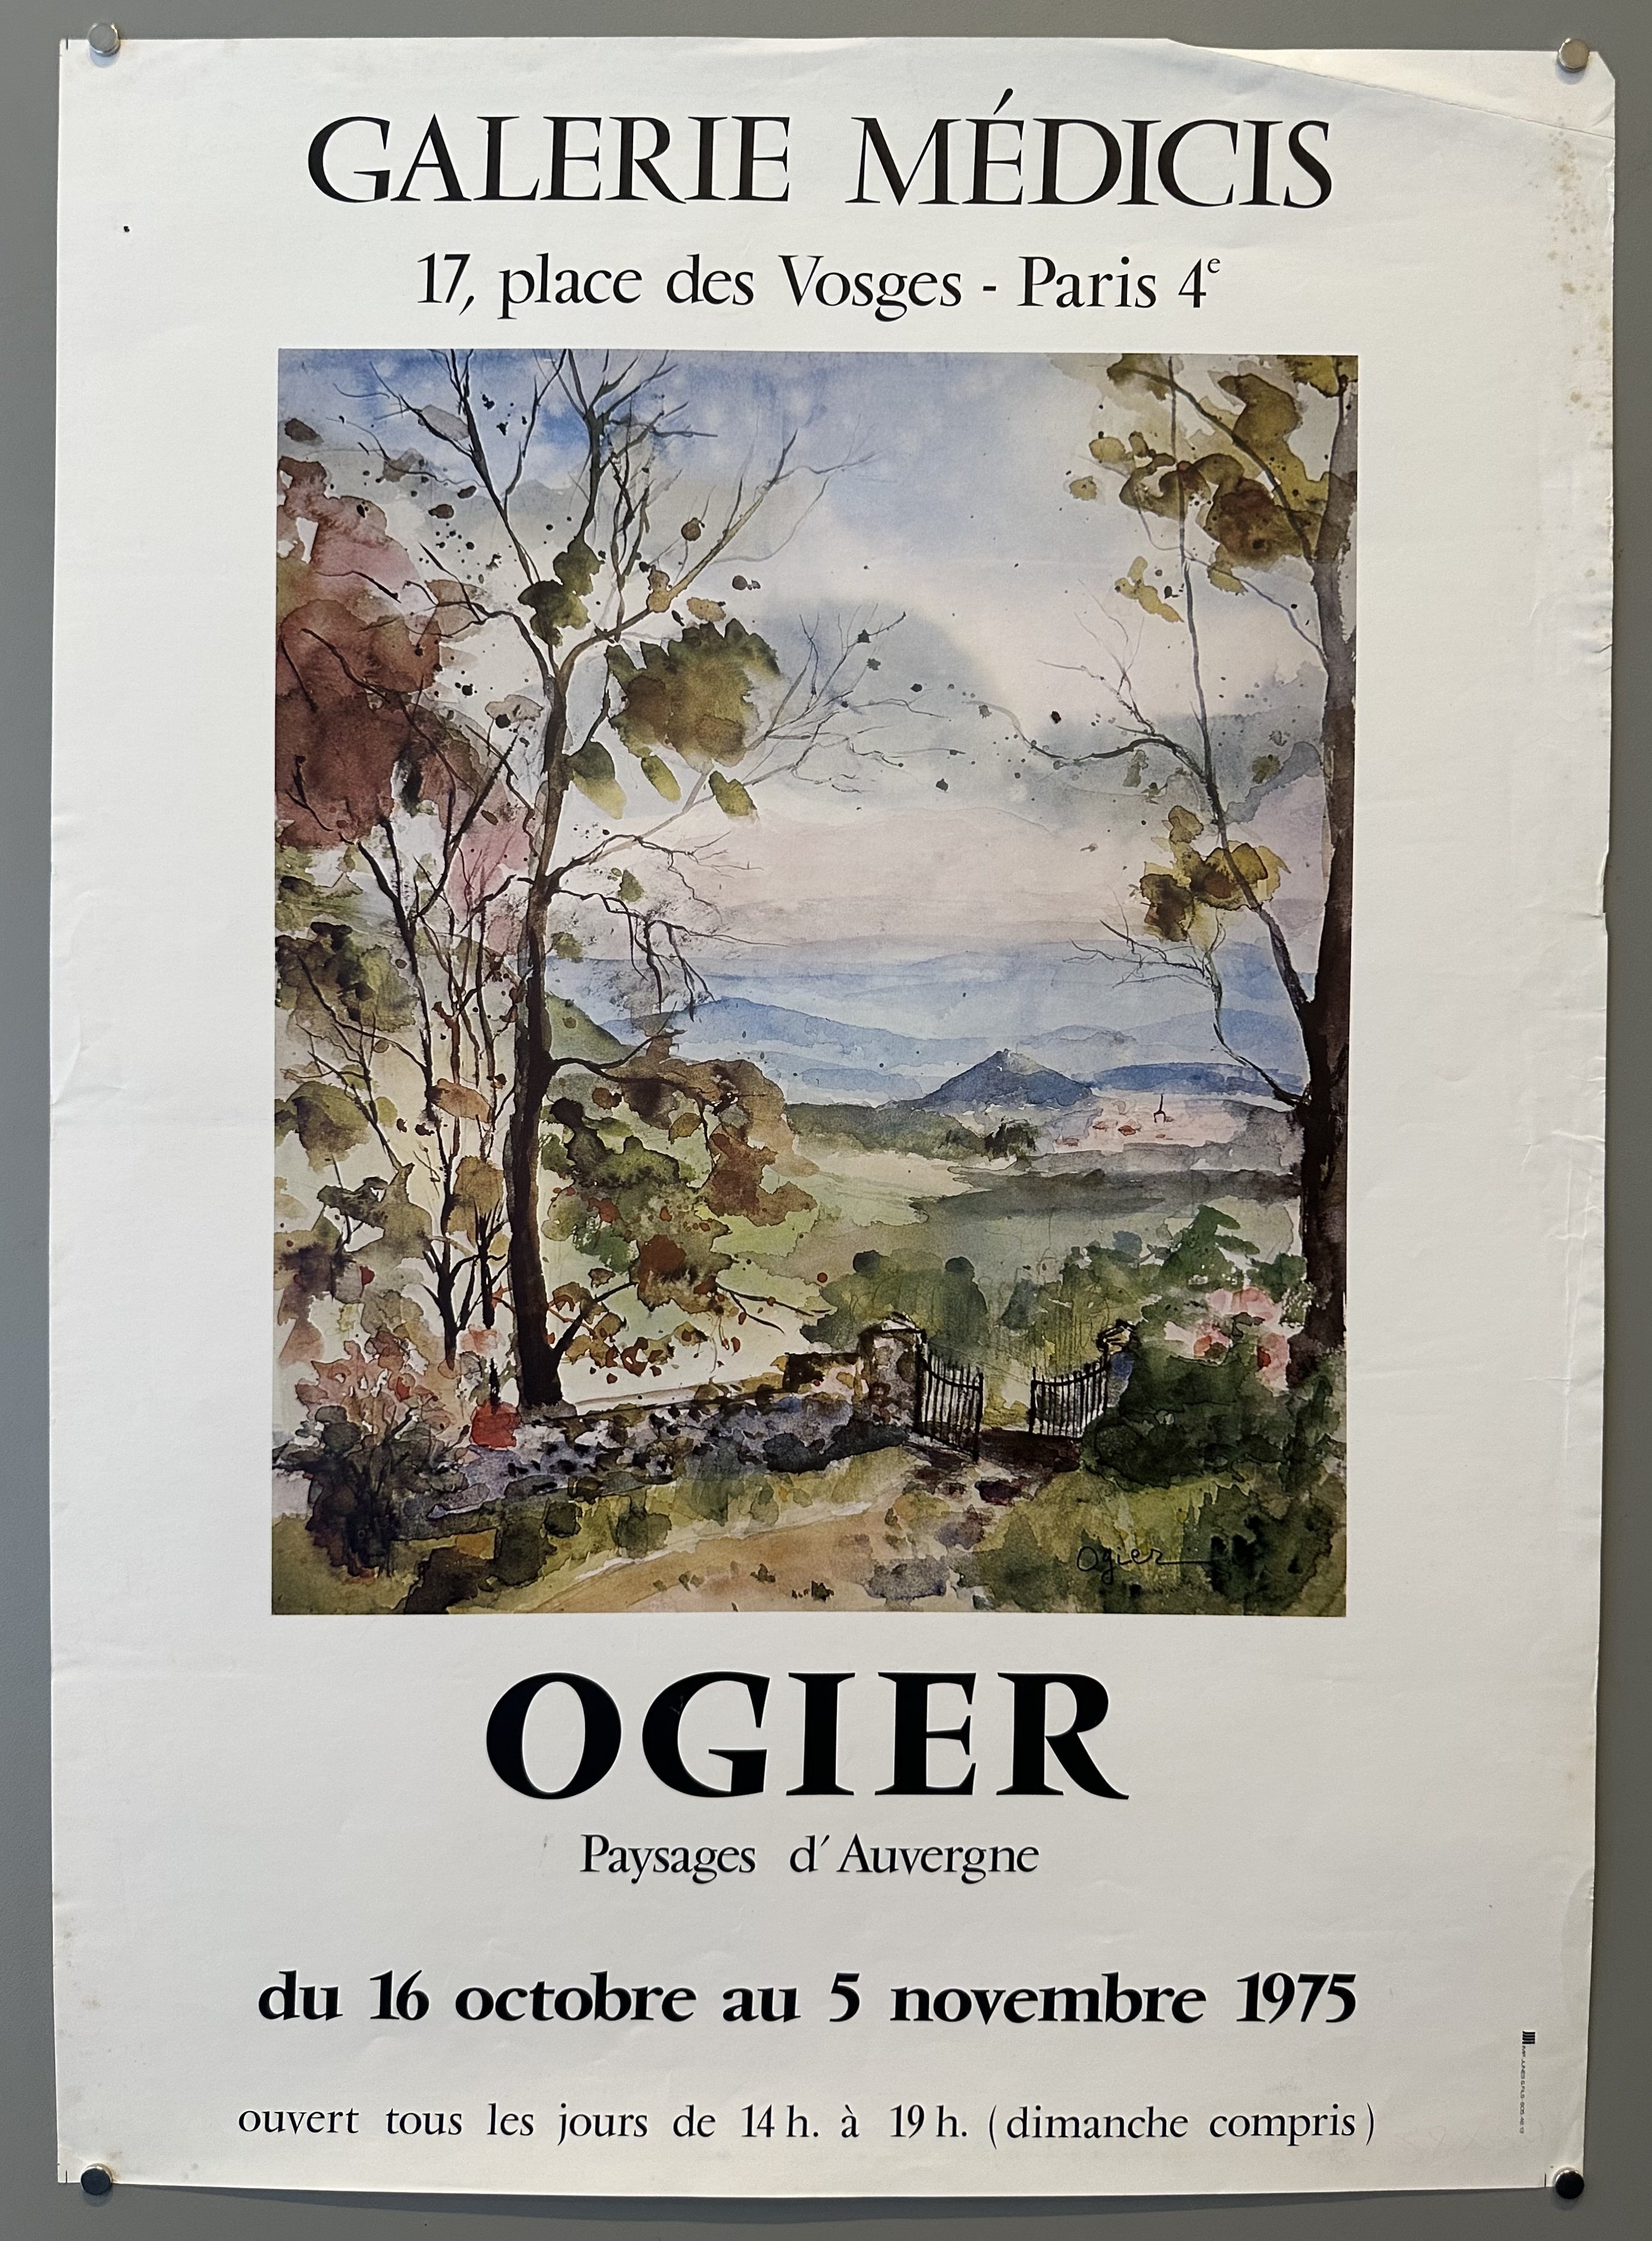 GALERIE MÉDICIS
17, place des Vosges - Paris 4e
Ogier
OGIER
Paysages d'Auvergne
du 16 octobre au 5 novembre 1975
ouvert tous les jours de 14 h. à 19 h. (dimanche compris)